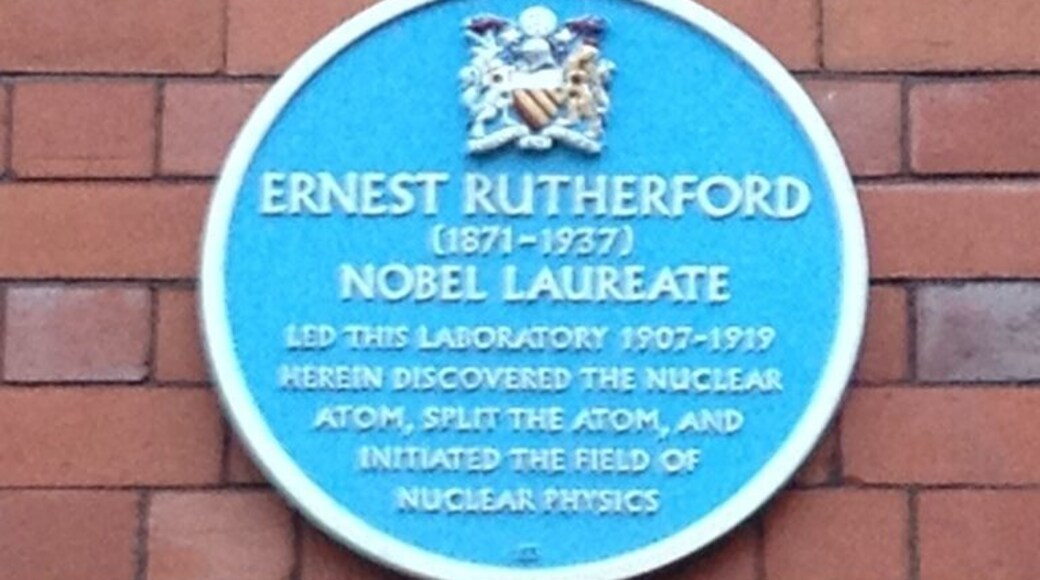 ERNEST RUTHERFORD
(1871-1937)
NOBEL LAUREATE
LED THIS LABORATORY 1907-1919
HEREIN DISCOVERED THE NUCLEAR
ATOM, SPLIT THE ATOM, AND
INITIATED THE FIELD OF
NUCLEAR PHYSICS